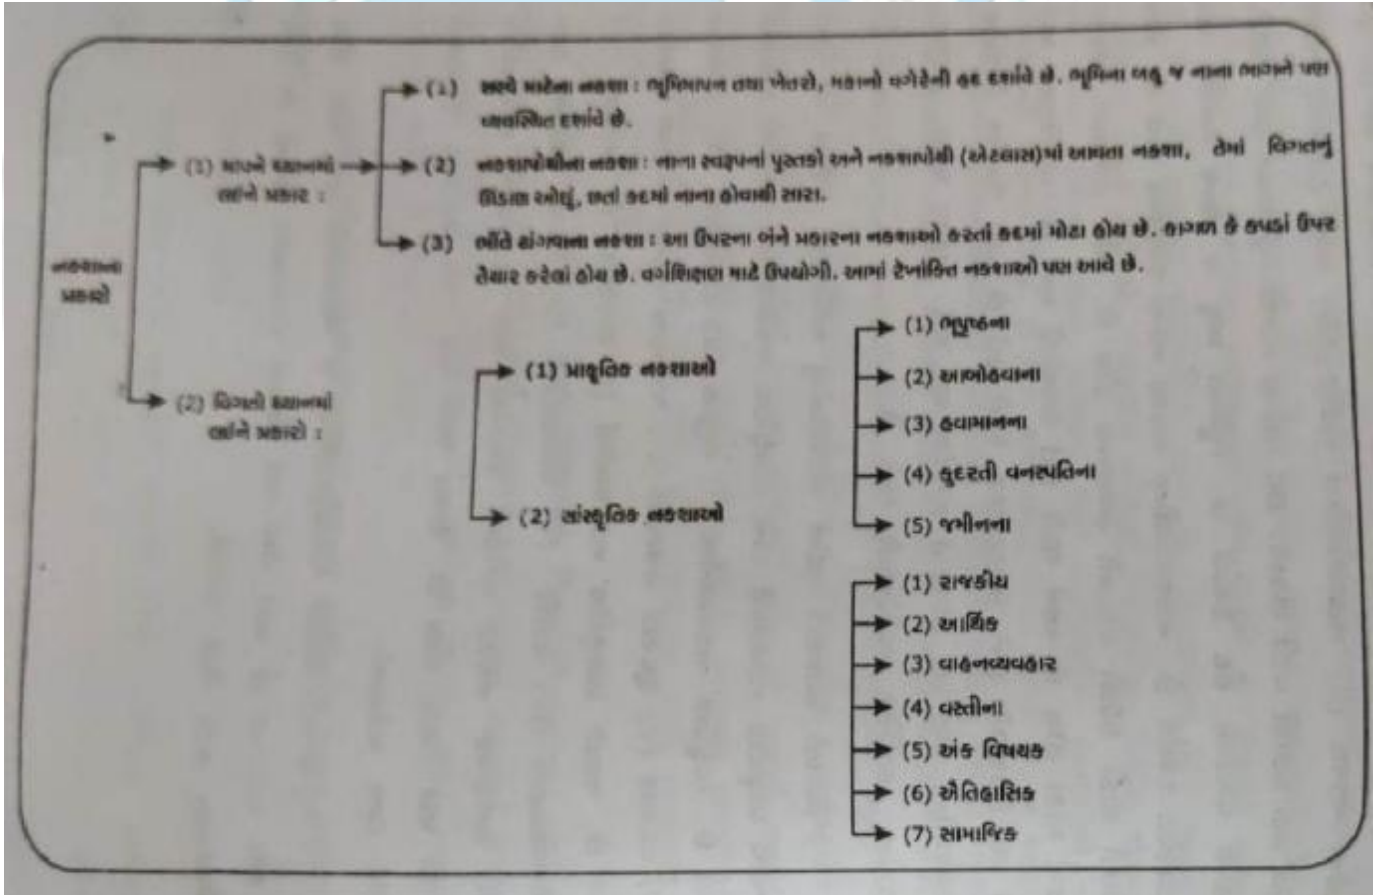 (1) સર્વે માટેના નકશા : ભૂમિમાપન તથા ખેતરો, મકાનો વગેરેની હદ દર્શાવે છે. ભૂમિના બહુ જ નાના ભાગને પણ
વ્યવસ્થિત દર્શાવે છે.
(1) માપને ધ્યાનમાં
લઈને પ્રકાર :
(2) નકશાપોથીના નકશા : નાના સ્વરૂપનાં પુસ્તકો અને નકશાપોથી (એટલાસ)માં આવતા નકશા, તેમાં વિગતનું
ઊંડાણ ઓછું, છતાં કદમાં નાના હોવાથી સારા.
(3) ભીંતે ટાંગવાના નકશા : આ ઉપરના બંને પ્રકારના નકશાઓ કરતાં કદમાં મોટા હોય છે. કાગળ કે કપડાં ઉપર
તૈયાર કરેલાં હોય છે. વર્ગશિક્ષણ માટે ઉપયોગી. આમાં રેખાંકિત નકશાઓ પણ આવે છે.
નકશાના
પ્રકારો
(2) વિગતો ધ્યાનમાં
લઈને પ્રકારો :
(1) પ્રાકૃતિક નકશાઓ
(2) સાંસ્કૃતિક નકશાઓ
(1) ભૂપૃષ્ઠના
(2) આબોહવાના
(3) હવામાનના
(4) કુદરતી વનસ્પતિના
(5) જમીનના
(1) રાજકીય
(2) આર્થિક
(3) વાહનવ્યવહાર
(4) વસ્તીના
(5) અંક વિષયક
(6) ઐતિહાસિક
(7) સામાજિક